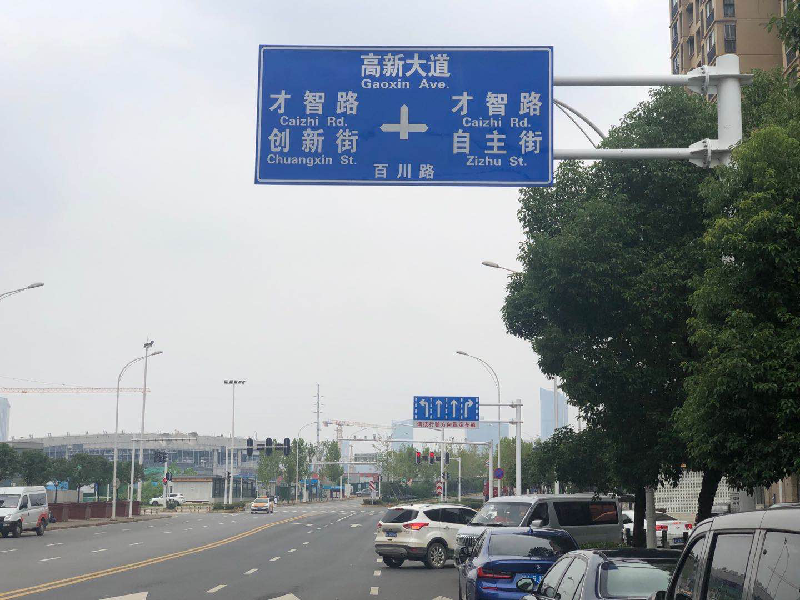 高新大道
Gaoxin Ave.
才智路
Caizhi Rd.
创新街
Chuangxin St.
才智路
Caizhi Rd.
自主街
Zizhu St.
百川路